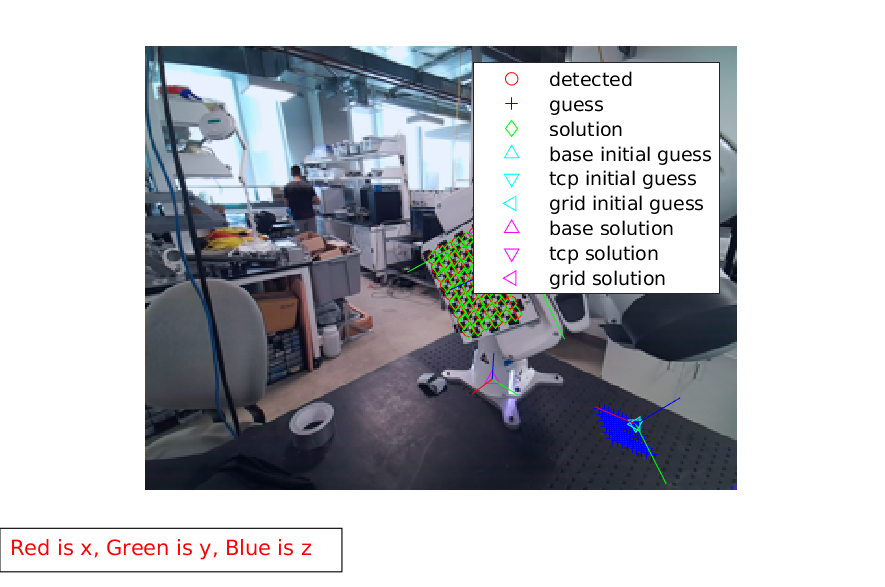 detected
guess
solution
base initial guess
tcp initial guess
grid initial guess
base solution
tcp solution
grid solution
Red is x, Green is y, Blue is z